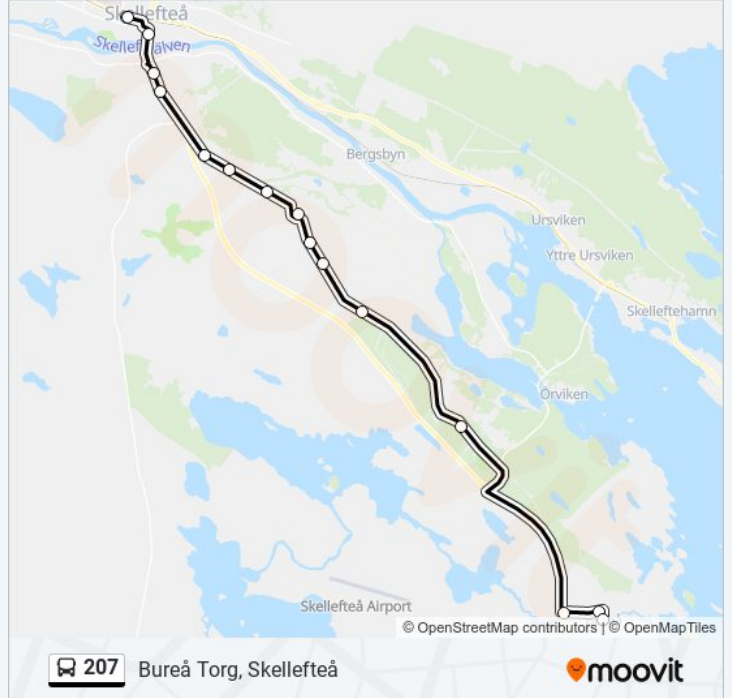 Skellefteå
Skellefteälven
Bergsbyn
Ursviken
Yttre Ursviken
Skelleftehamn
Örviken
Skellefteå Airport
© OpenStreetMap contributors | © OpenMapTiles
207 Bureå Torg, Skellefteå
moovit